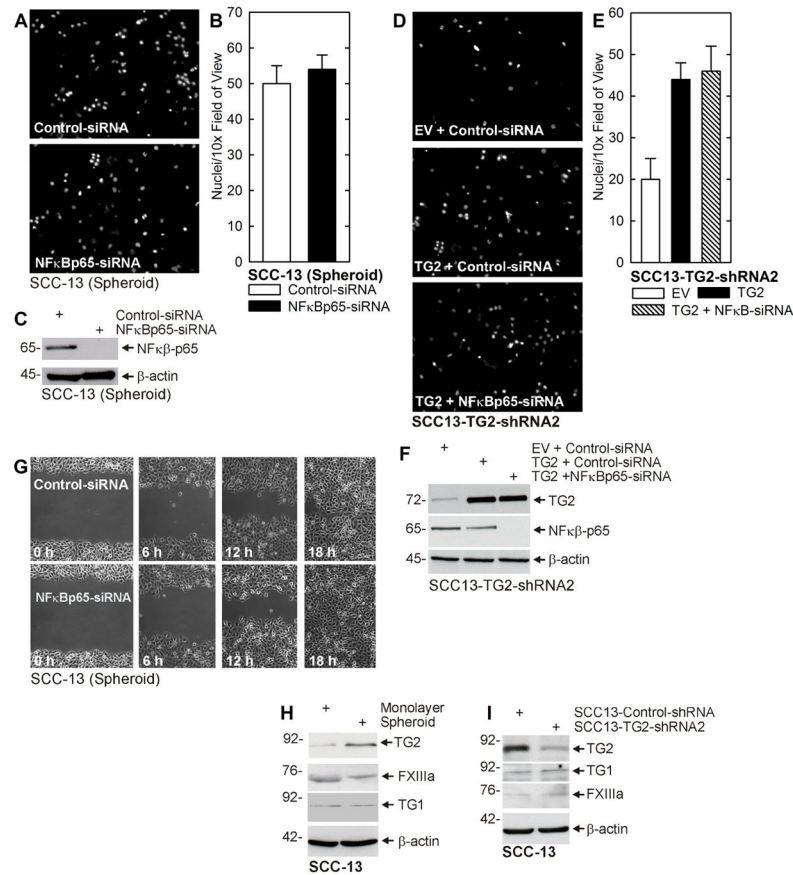 A
Control-siRNA
NFκBp65-siRNA
SCC-13 (Spheroid)
B
Nuclei/10x Field of View
70
60
50
40
30
20
10
0
SCC-13 (Spheroid)
Control-siRNA
NFκBp65-siRNA
C
+ Control-siRNA
+ NFκBp65-siRNA
65- NFκβ-p65
45- β-actin
SCC-13 (Spheroid)
D
EV + Control-siRNA
TG2 + Control-siRNA
TG2 + NFκBp65-siRNA
SCC13-TG2-shRNA2
E
Nuclei/10x Field of View
60
50
40
30
20
10
0
SCC13-TG2-shRNA2
EV TG2
TG2 + NFκB-siRNA
F
+ EV + Control-siRNA
+ TG2 + Control-siRNA
+ TG2 +NFκBp65-siRNA
72- TG2
65- NFκβ-p65
45- β-actin
SCC13-TG2-shRNA2
G
Control-siRNA
0 h 6 h 12 h 18 h
NFκBp65-siRNA
0 h 6 h 12 h 18 h
SCC-13 (Spheroid)
H
+ Monolayer
+ Spheroid
92- TG2
76- FXIIIa
92- TG1
42- β-actin
SCC-13
I
+ SCC13-Control-shRNA
+ SCC13-TG2-shRNA2
92- TG2
92- TG1
76- FXIIIa
42- β-actin
SCC-13